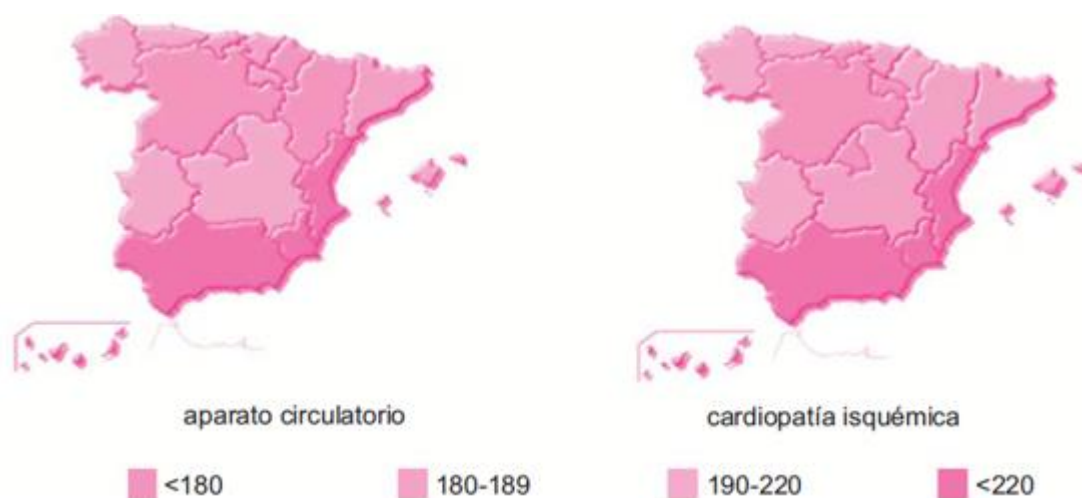 aparato circulatorio
cardiopatía isquémica
<180
180-189
190-220
<220